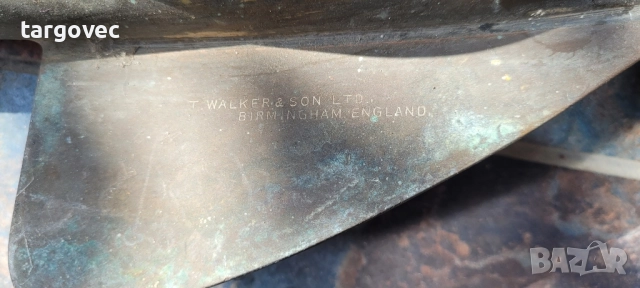 targovec
T. WALKER & SON LTD.
BIRMINGHAM, ENGLAND.
BAZAR